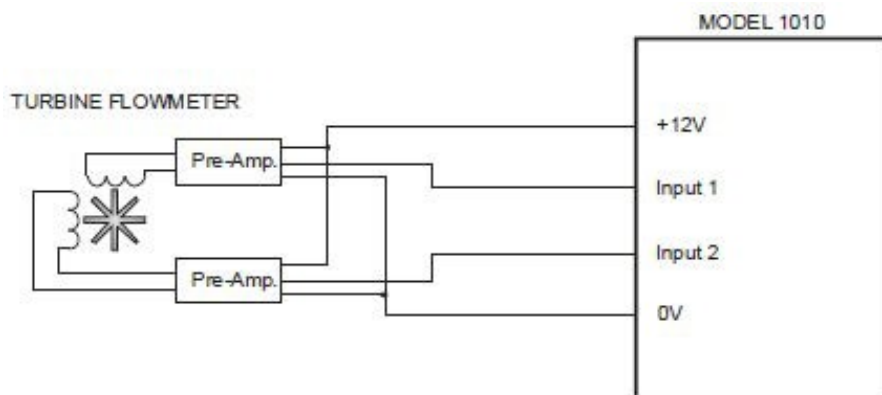 MODEL 1010
TURBINE FLOWMETER
+12V
Pre-Amp.
Input 1
Input 2
Pre-Amp.
0V